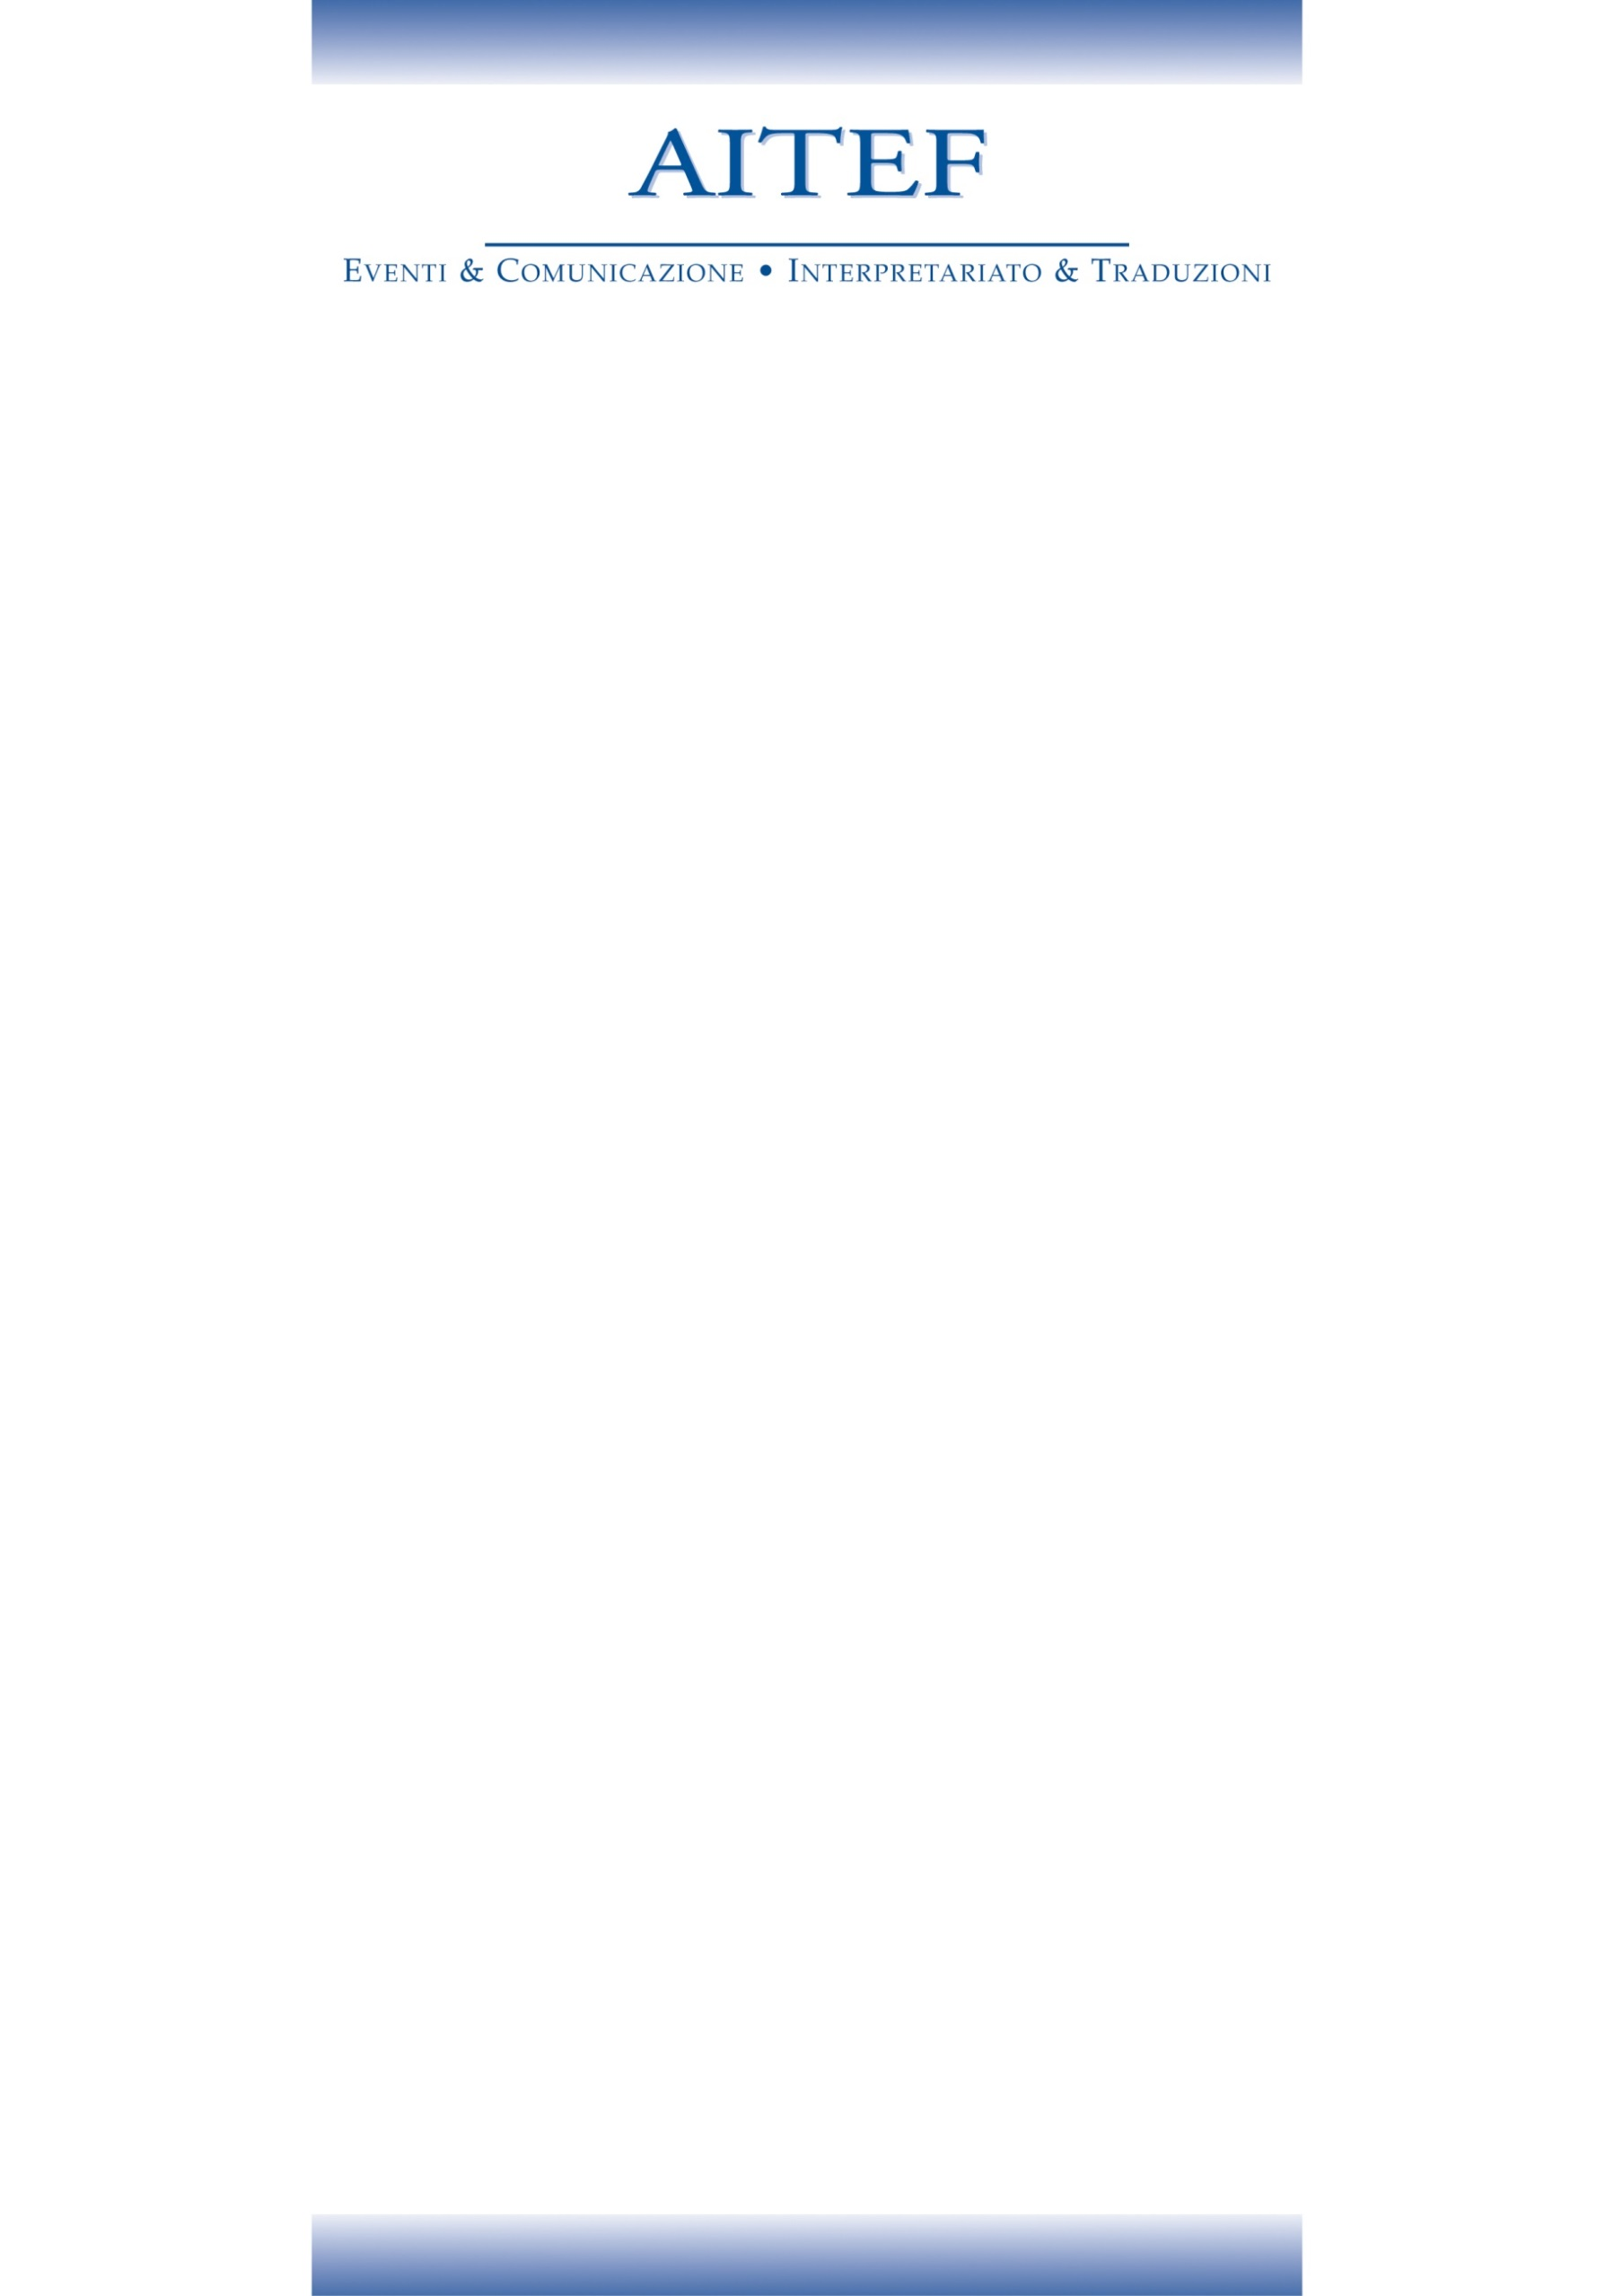 AITEF
Eventi & Comunicazione • Interpretariato & Traduzioni